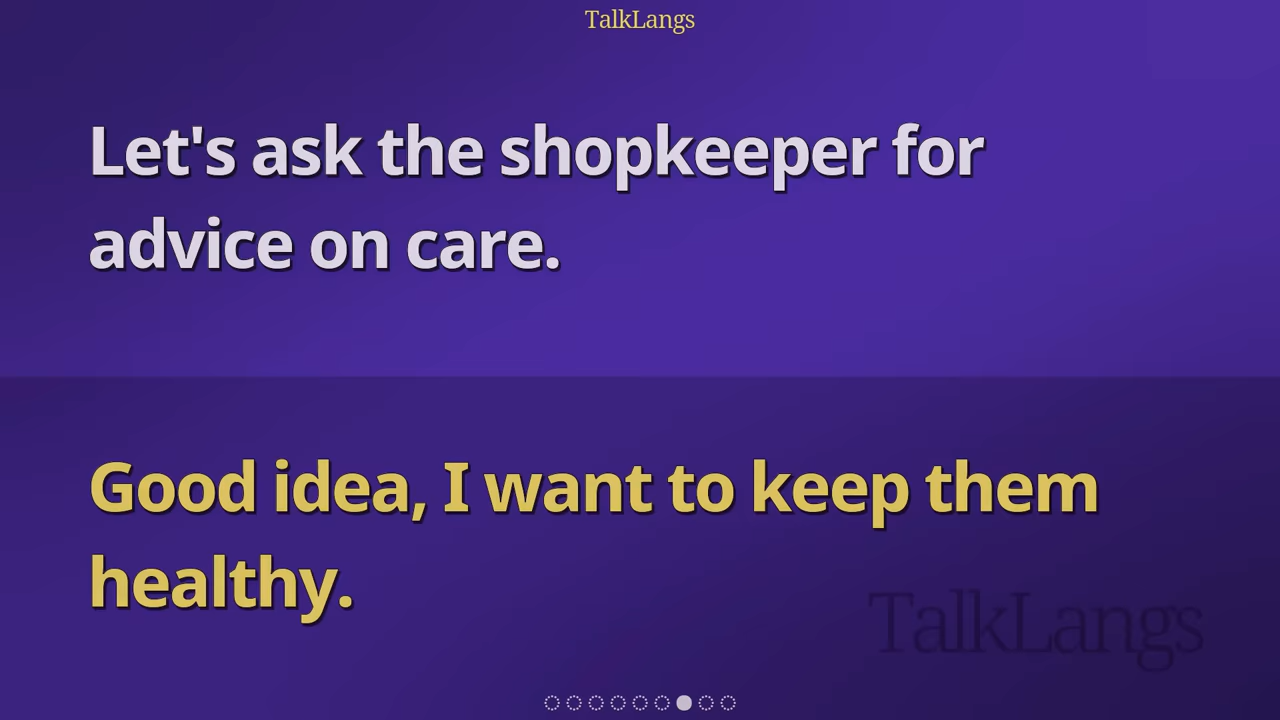 TalkLangs
Let's ask the shopkeeper for
advice on care.
Good idea, I want to keep them
healthy.
TalkLangs